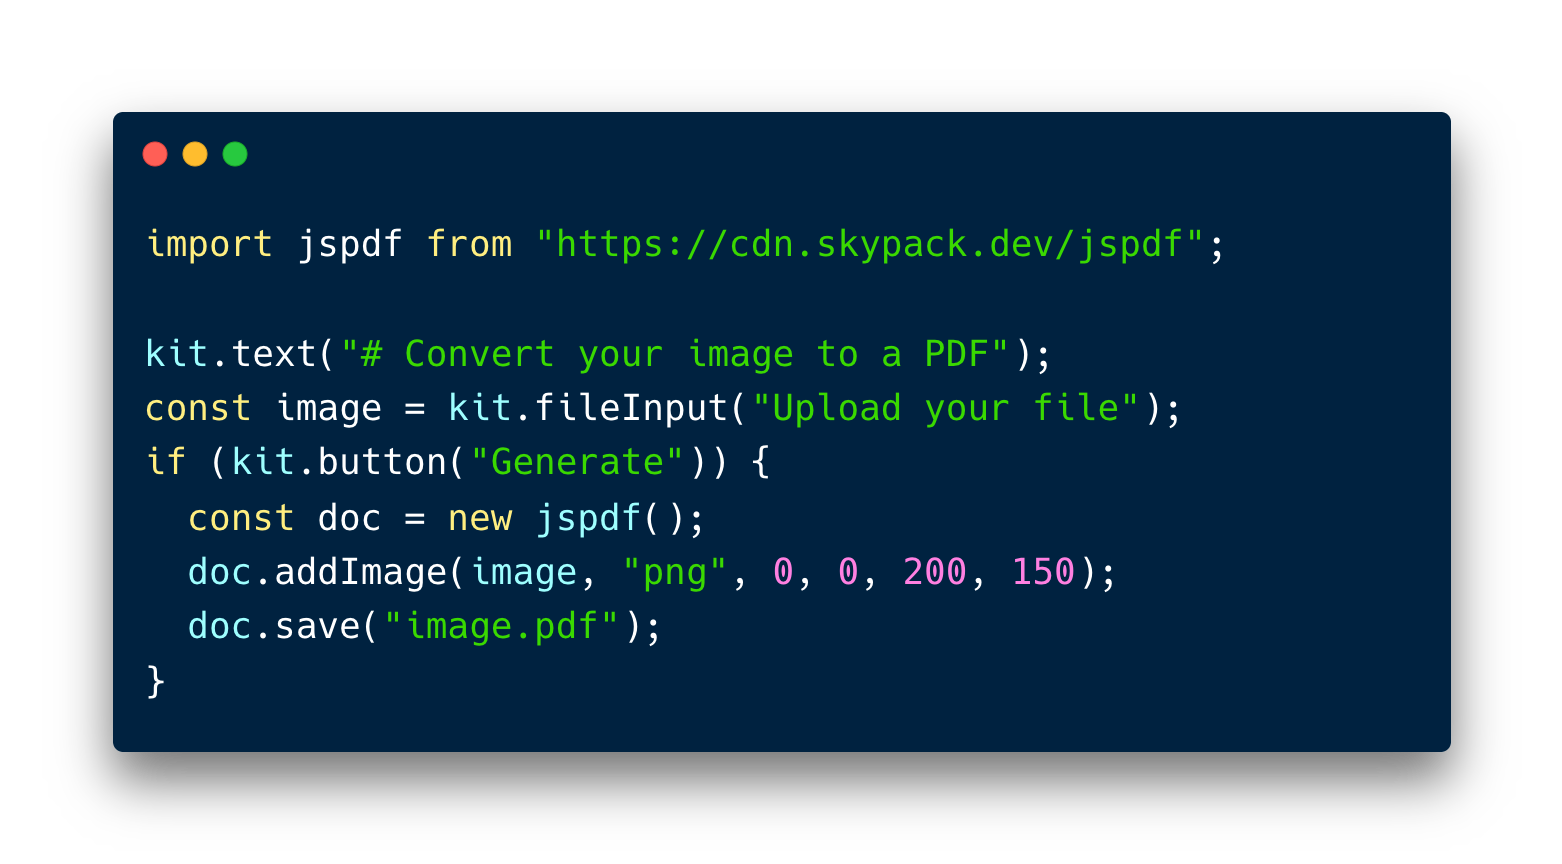 import jspdf from "https://cdn.skypack.dev/jspdf";

kit.text("# Convert your image to a PDF");
const image = kit.fileInput("Upload your file");
if (kit.button("Generate")) {
  const doc = new jspdf();
  doc.addImage(image, "png", 0, 0, 200, 150);
  doc.save("image.pdf");
}